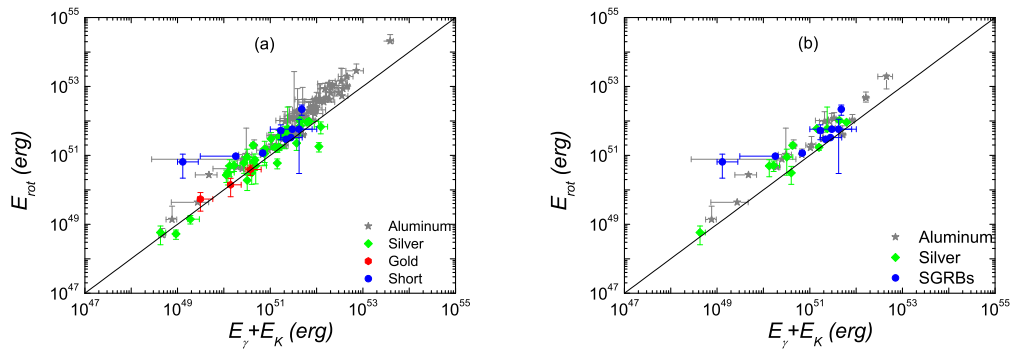 (a)
10^55
10^53
10^51
10^49
10^47
E_rot (erg)
Aluminum
Silver
Gold
Short
10^47 10^49 10^51 10^53 10^55
E_γ+E_K (erg)
(b)
10^55
10^53
10^51
10^49
10^47
E_rot (erg)
Aluminum
Silver
SGRBs
10^47 10^49 10^51 10^53 10^55
E_γ+E_K (erg)